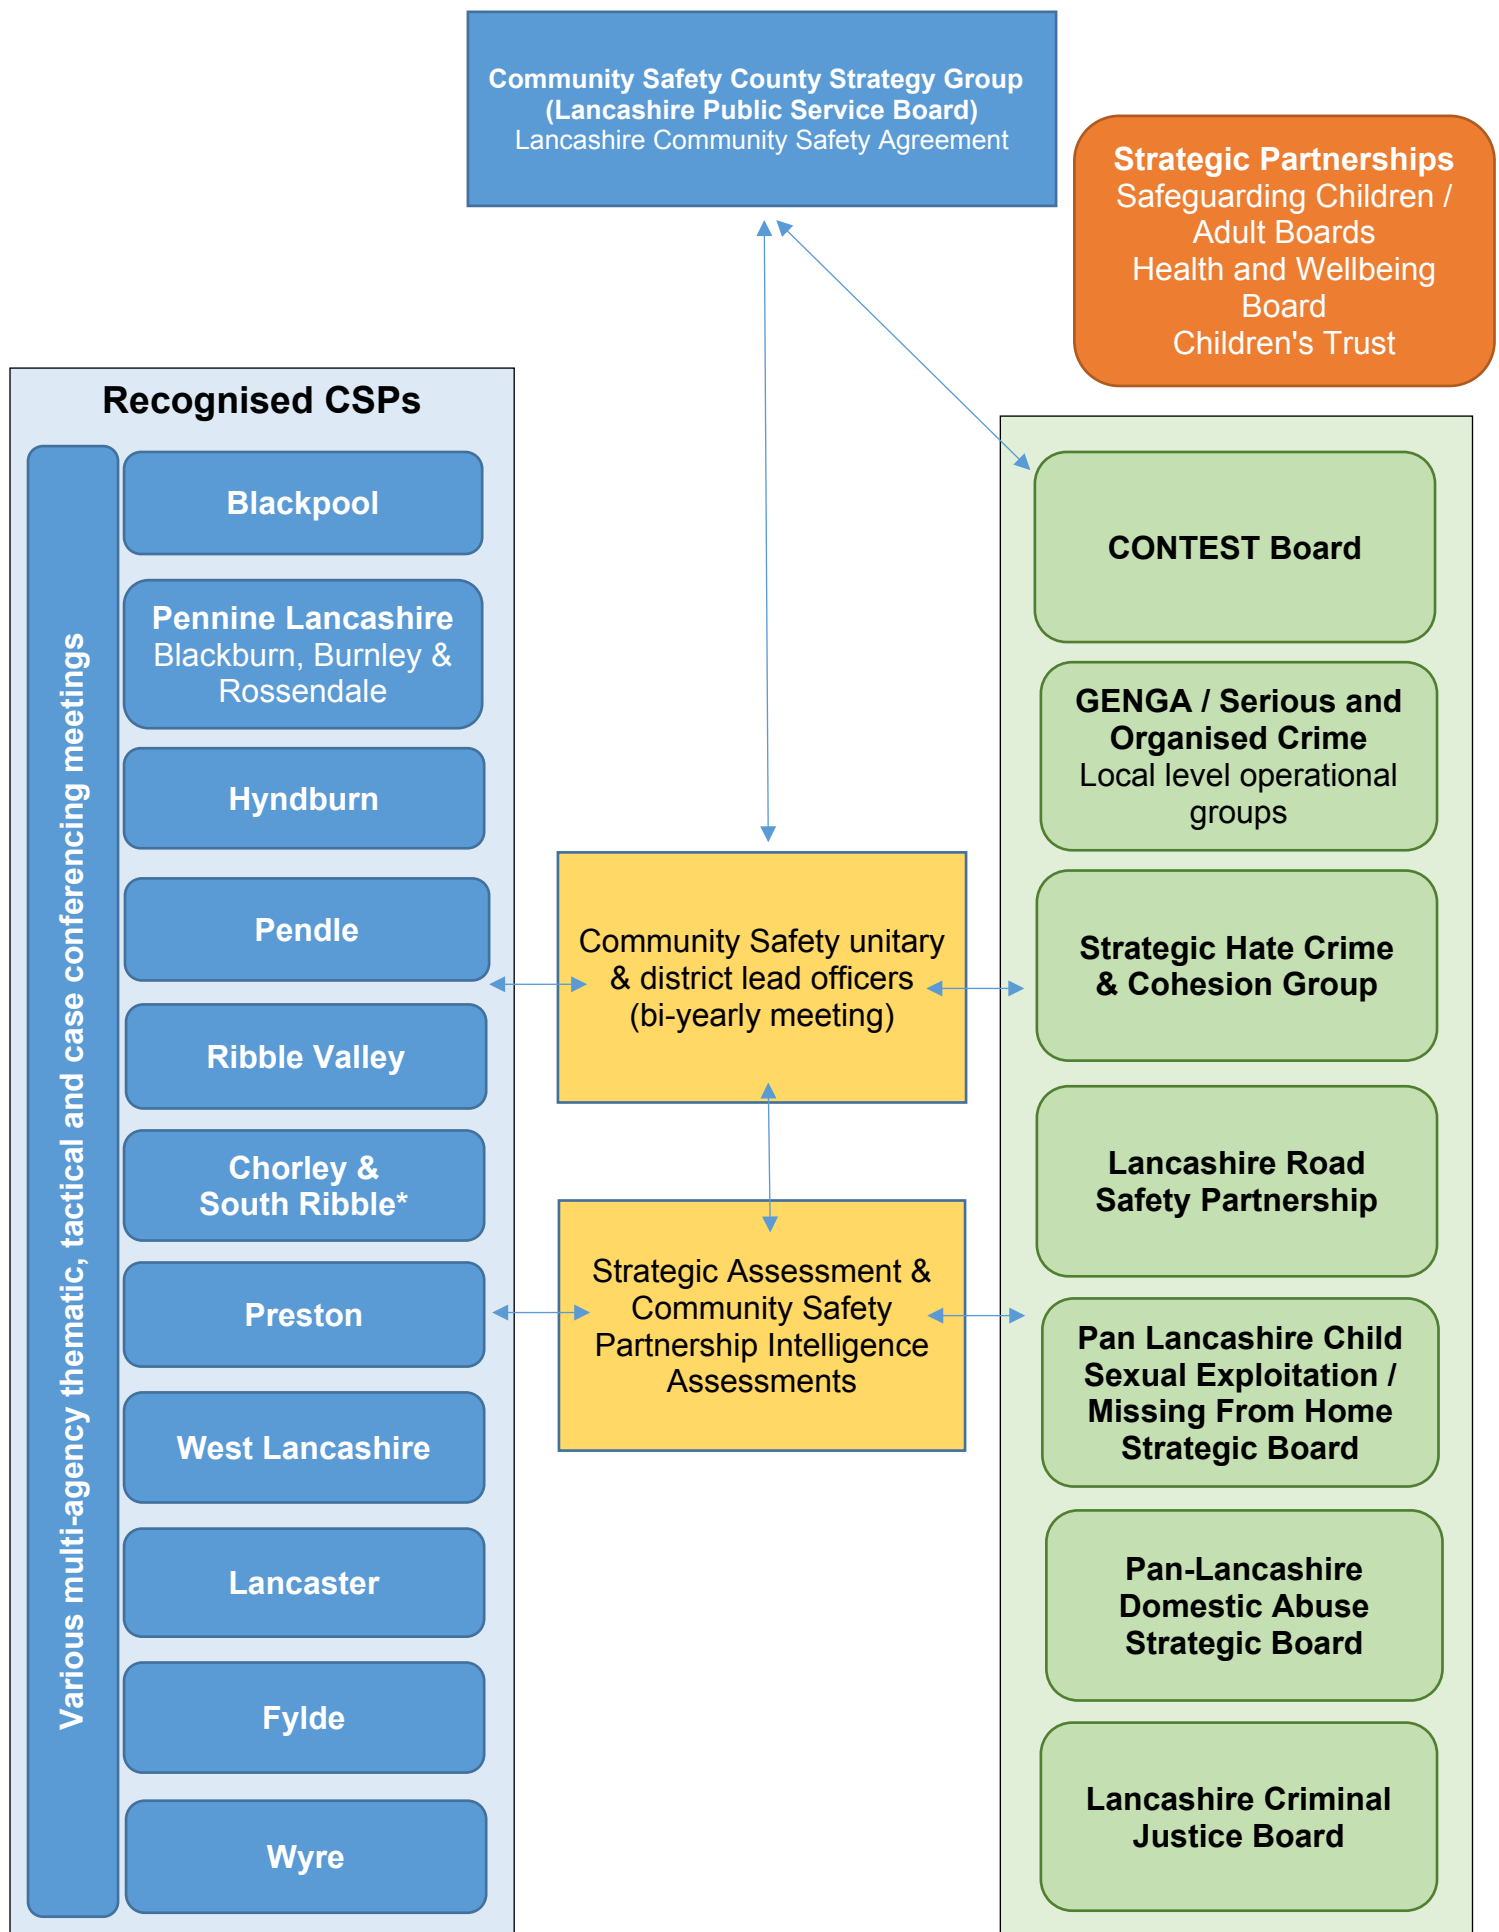 Community Safety County Strategy Group
(Lancashire Public Service Board)
Lancashire Community Safety Agreement
Strategic Partnerships
Safeguarding Children /
Adult Boards
Health and Wellbeing
Board
Children's Trust
Recognised CSPs
Various multi-agency thematic, tactical and case conferencing meetings
Blackpool
Pennine Lancashire
Blackburn, Burnley &
Rossendale
Hyndburn
Pendle
Ribble Valley
Chorley &
South Ribble*
Preston
West Lancashire
Lancaster
Fylde
Wyre
Community Safety unitary
& district lead officers
(bi-yearly meeting)
Strategic Assessment &
Community Safety
Partnership Intelligence
Assessments
CONTEST Board
GENGA / Serious and
Organised Crime
Local level operational
groups
Strategic Hate Crime
& Cohesion Group
Lancashire Road
Safety Partnership
Pan Lancashire Child
Sexual Exploitation /
Missing From Home
Strategic Board
Pan-Lancashire
Domestic Abuse
Strategic Board
Lancashire Criminal
Justice Board